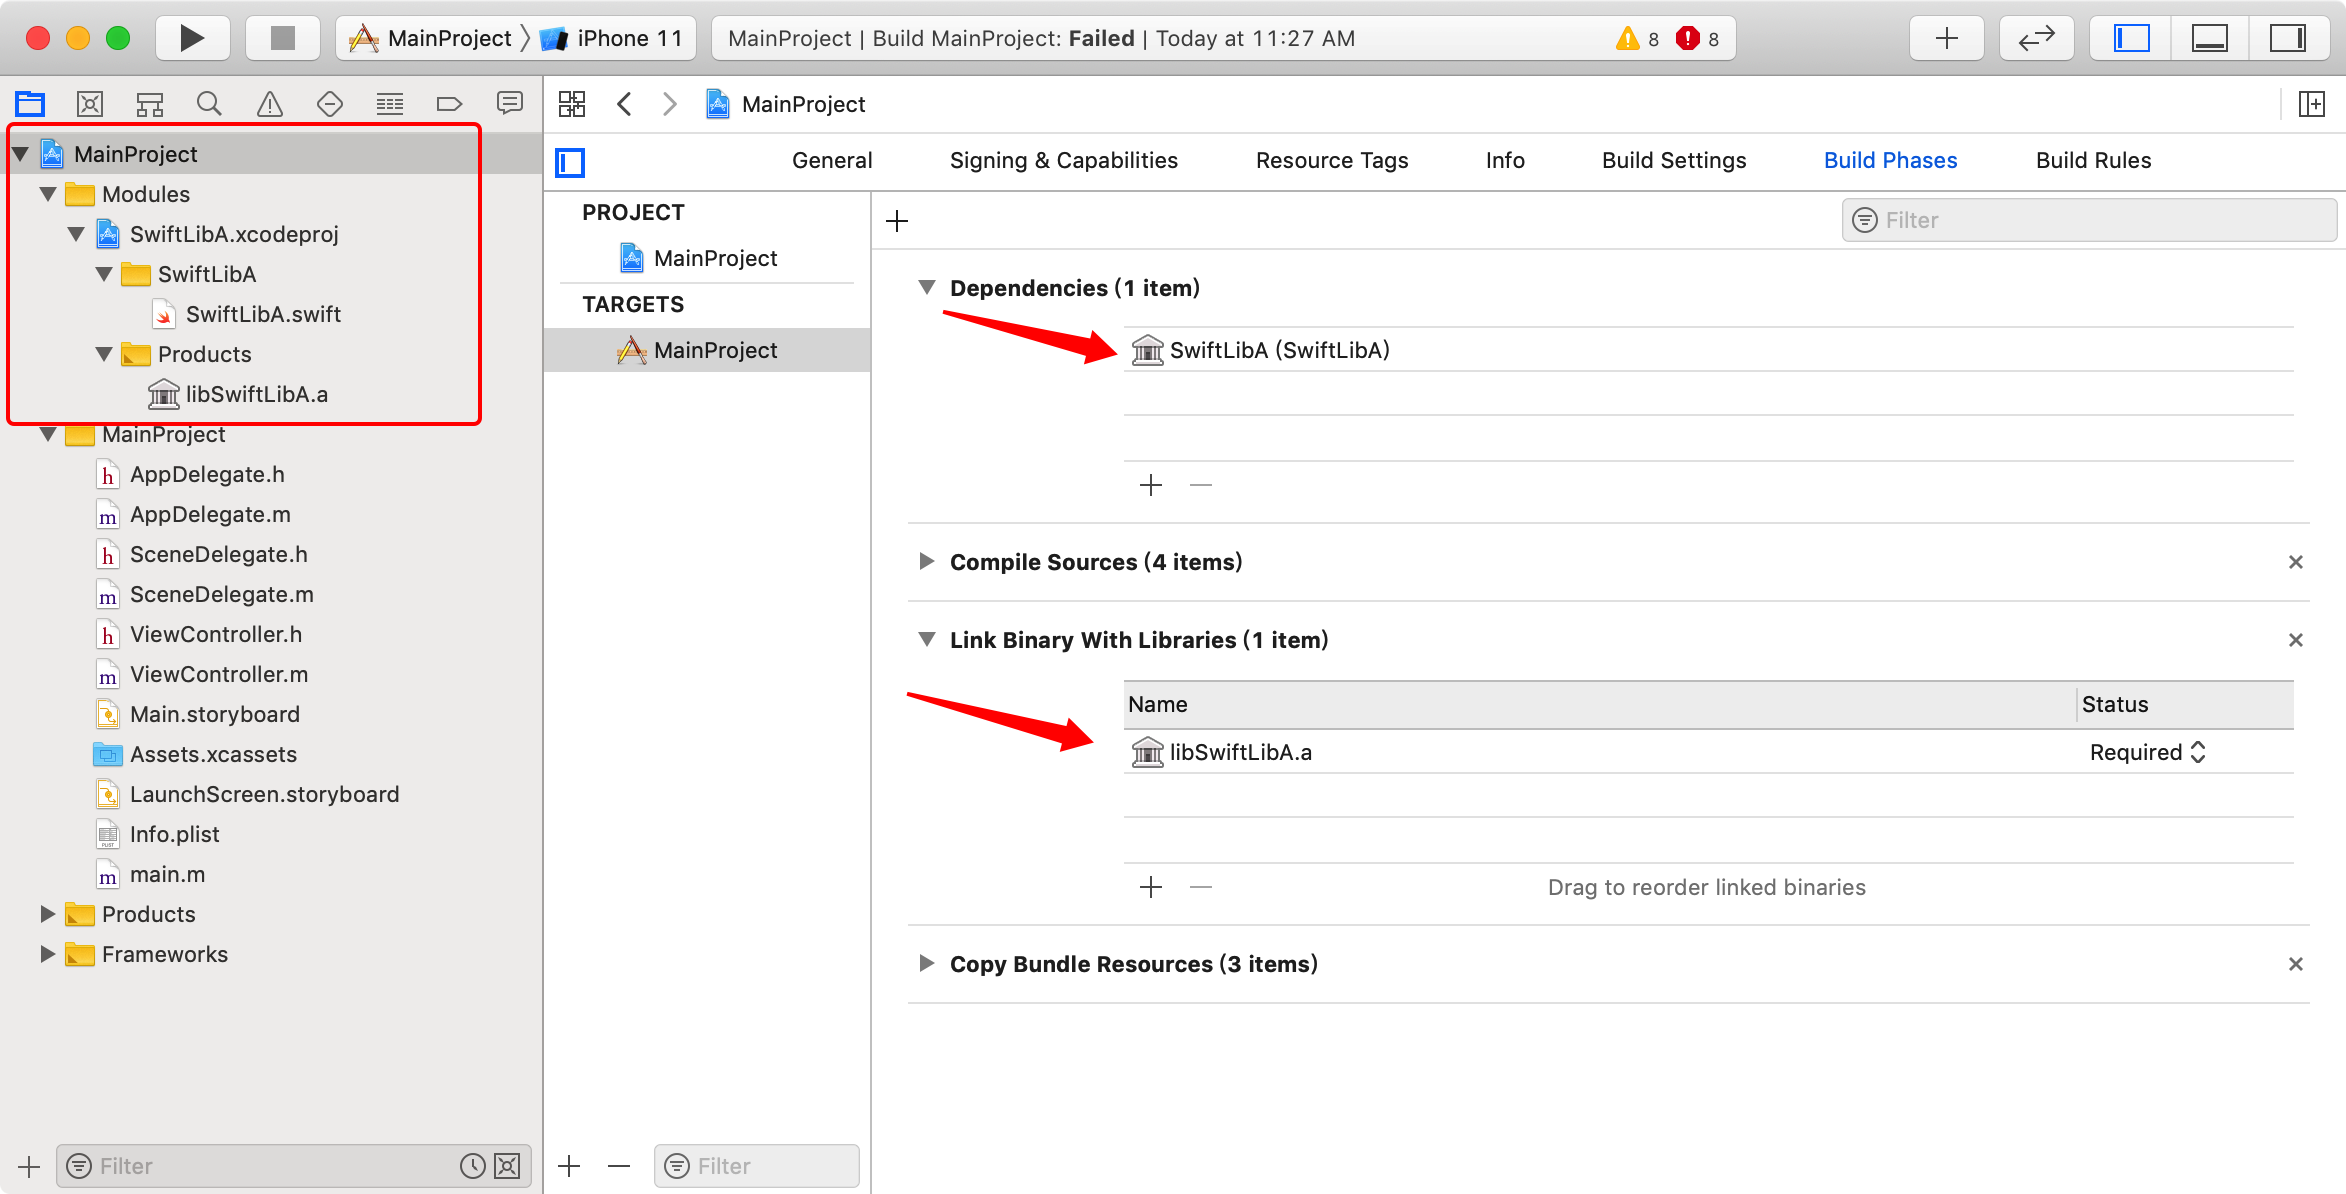 MainProject 〉 iPhone 11
MainProject | Build MainProject: Failed | Today at 11:27 AM
8
8
MainProject
Modules
SwiftLibA.xcodeproj
SwiftLibA
SwiftLibA.swift
Products
libSwiftLibA.a
MainProject
h AppDelegate.h
m AppDelegate.m
h SceneDelegate.h
m SceneDelegate.m
h ViewController.h
m ViewController.m
Main.storyboard
Assets.xcassets
LaunchScreen.storyboard
PLIST Info.plist
m main.m
Products
Frameworks
Filter
MainProject
General Signing & Capabilities Resource Tags Info Build Settings Build Phases Build Rules
PROJECT
MainProject
TARGETS
MainProject
Filter
Filter
Dependencies (1 item)
SwiftLibA (SwiftLibA)
Compile Sources (4 items)
Link Binary With Libraries (1 item)
Name Status
libSwiftLibA.a Required
Drag to reorder linked binaries
Copy Bundle Resources (3 items)